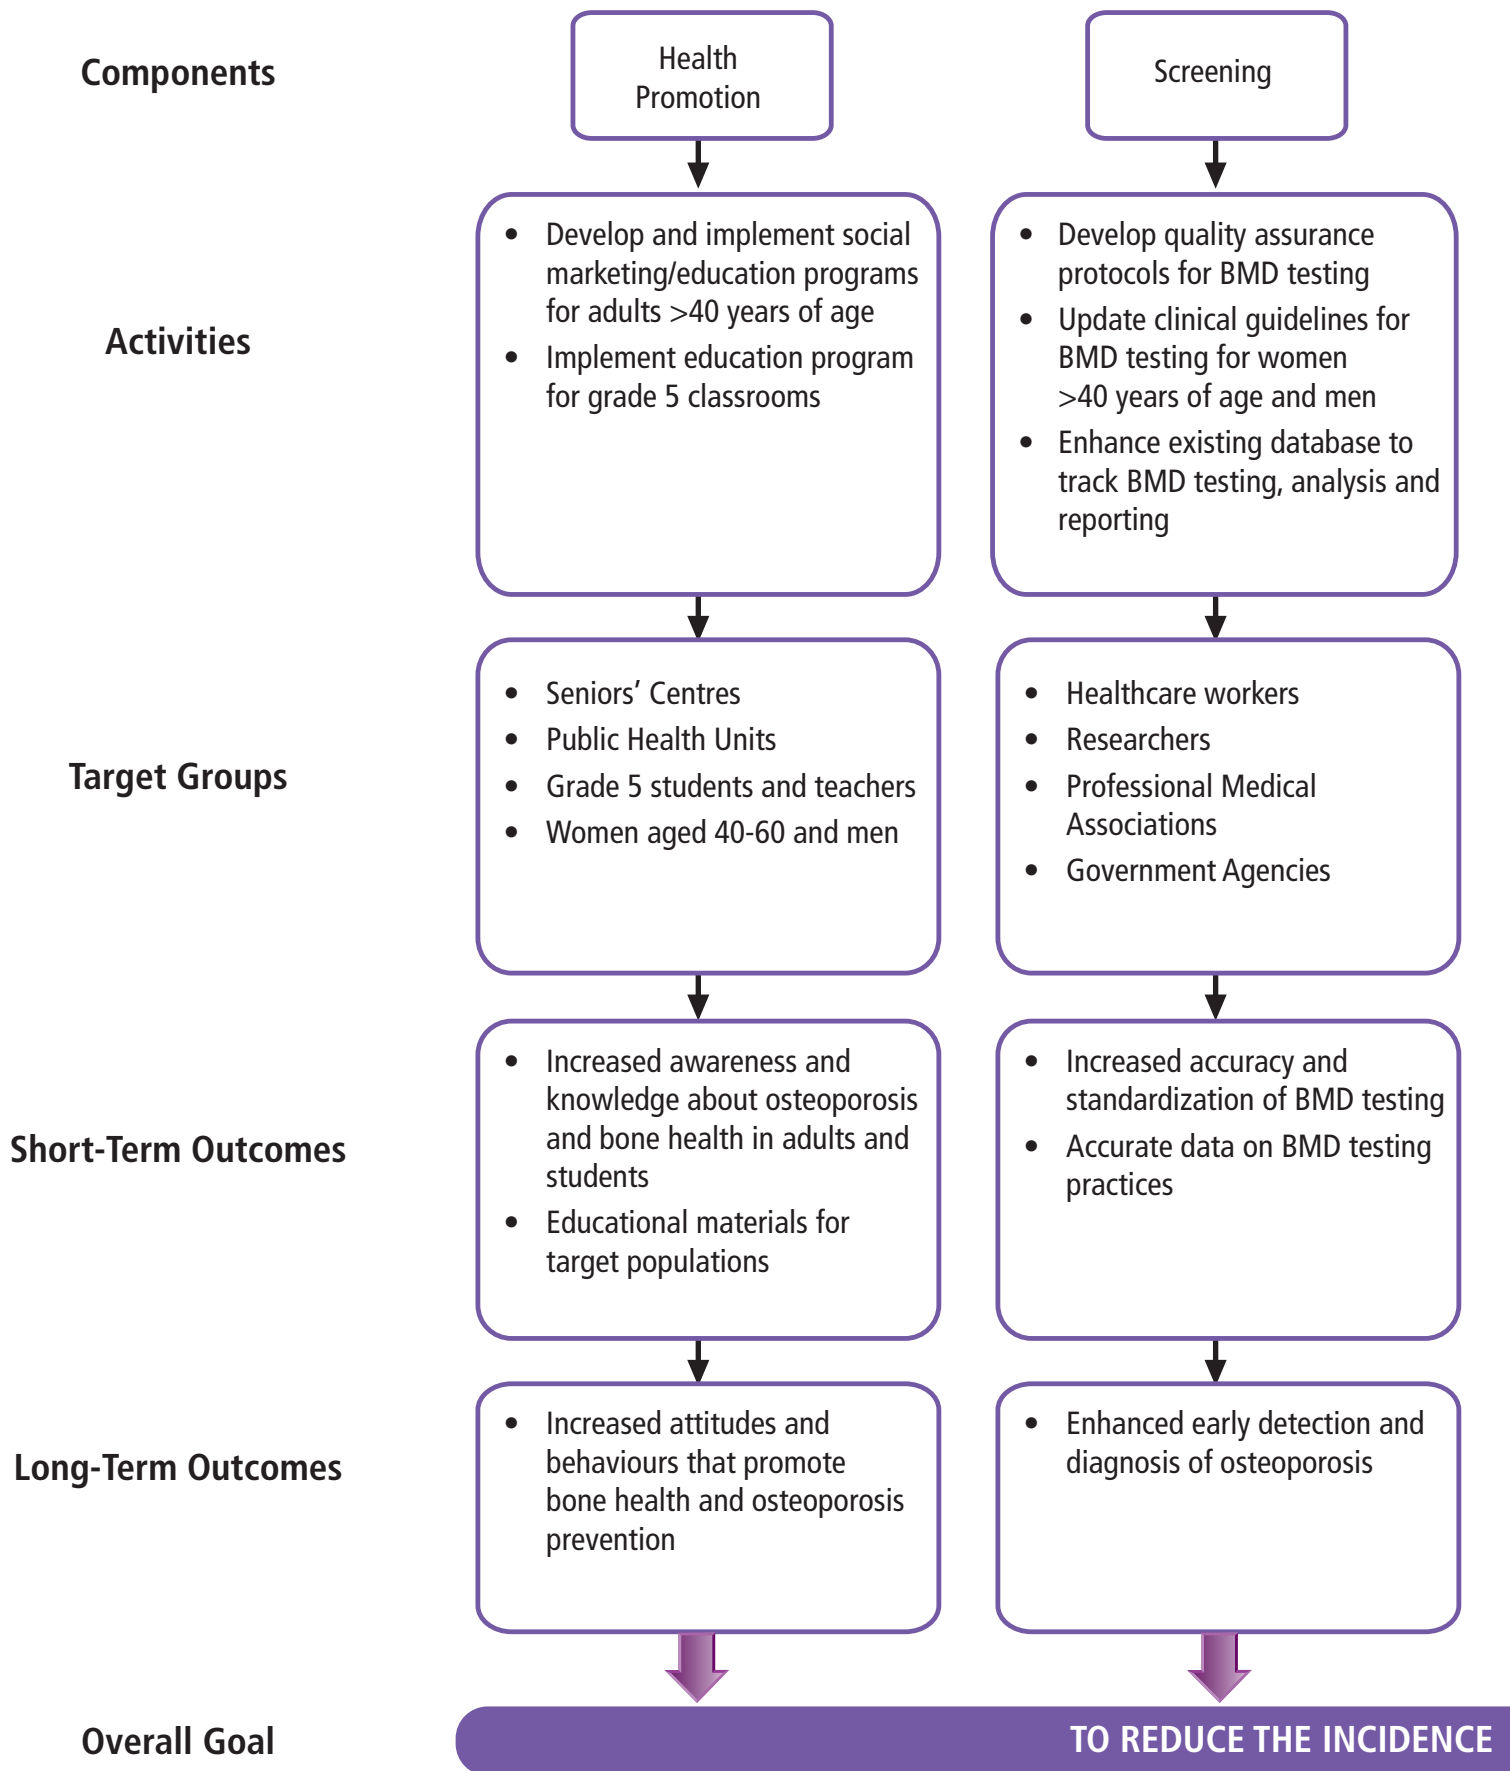 Components
Health
Promotion
Screening
Activities
• Develop and implement social
marketing/education programs
for adults >40 years of age
• Implement education program
for grade 5 classrooms
• Develop quality assurance
protocols for BMD testing
• Update clinical guidelines for
BMD testing for women
>40 years of age and men
• Enhance existing database to
track BMD testing, analysis and
reporting
Target Groups
• Seniors’ Centres
• Public Health Units
• Grade 5 students and teachers
• Women aged 40-60 and men
• Healthcare workers
• Researchers
• Professional Medical
Associations
• Government Agencies
Short-Term Outcomes
• Increased awareness and
knowledge about osteoporosis
and bone health in adults and
students
• Educational materials for
target populations
• Increased accuracy and
standardization of BMD testing
• Accurate data on BMD testing
practices
Long-Term Outcomes
• Increased attitudes and
behaviours that promote
bone health and osteoporosis
prevention
• Enhanced early detection and
diagnosis of osteoporosis
Overall Goal
TO REDUCE THE INCIDENCE